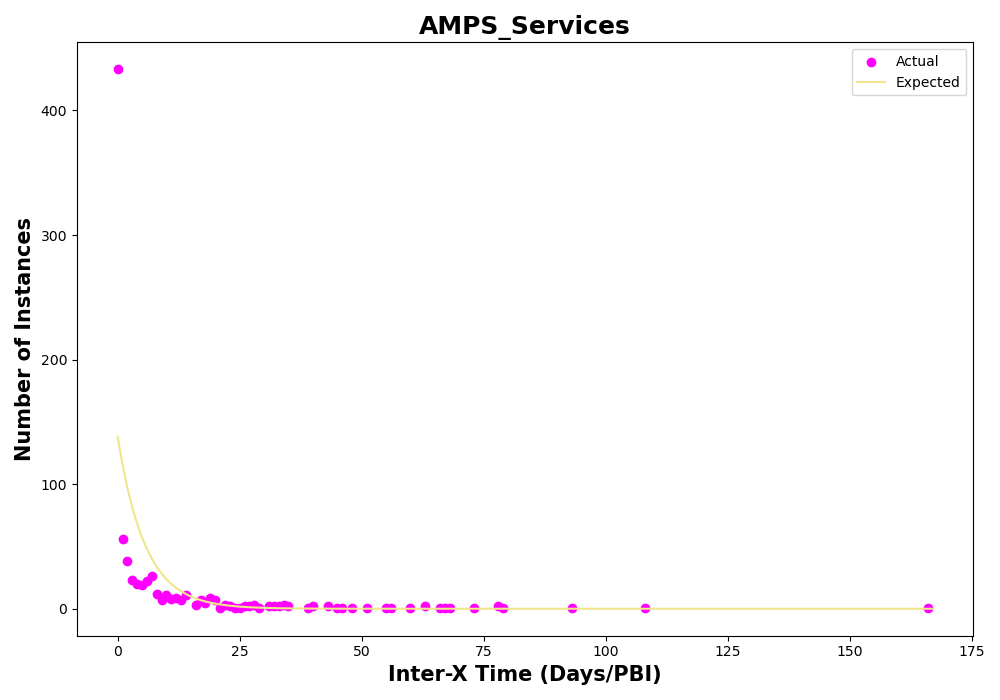 AMPS_Services
Actual
Expected
Number of Instances
400
300
200
100
0
0 25 50 75 100 125 150 175
Inter-X Time (Days/PBI)